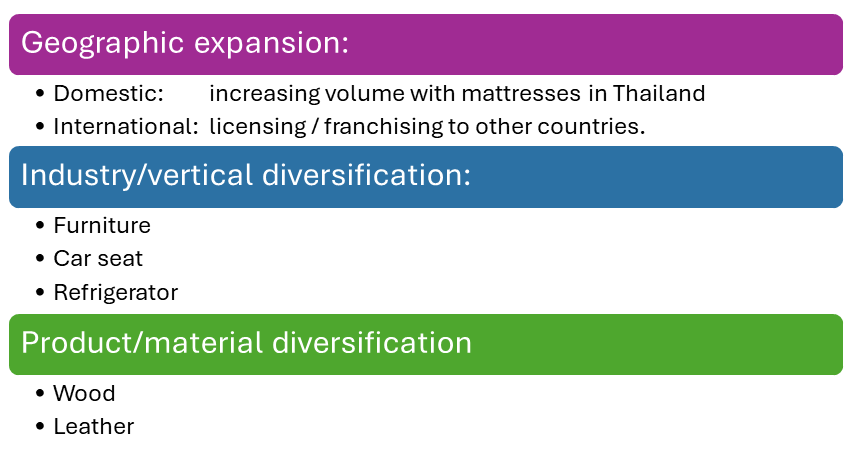 Geographic expansion:
• Domestic: increasing volume with mattresses in Thailand
• International: licensing / franchising to other countries.
Industry/vertical diversification:
• Furniture
• Car seat
• Refrigerator
Product/material diversification
• Wood
• Leather